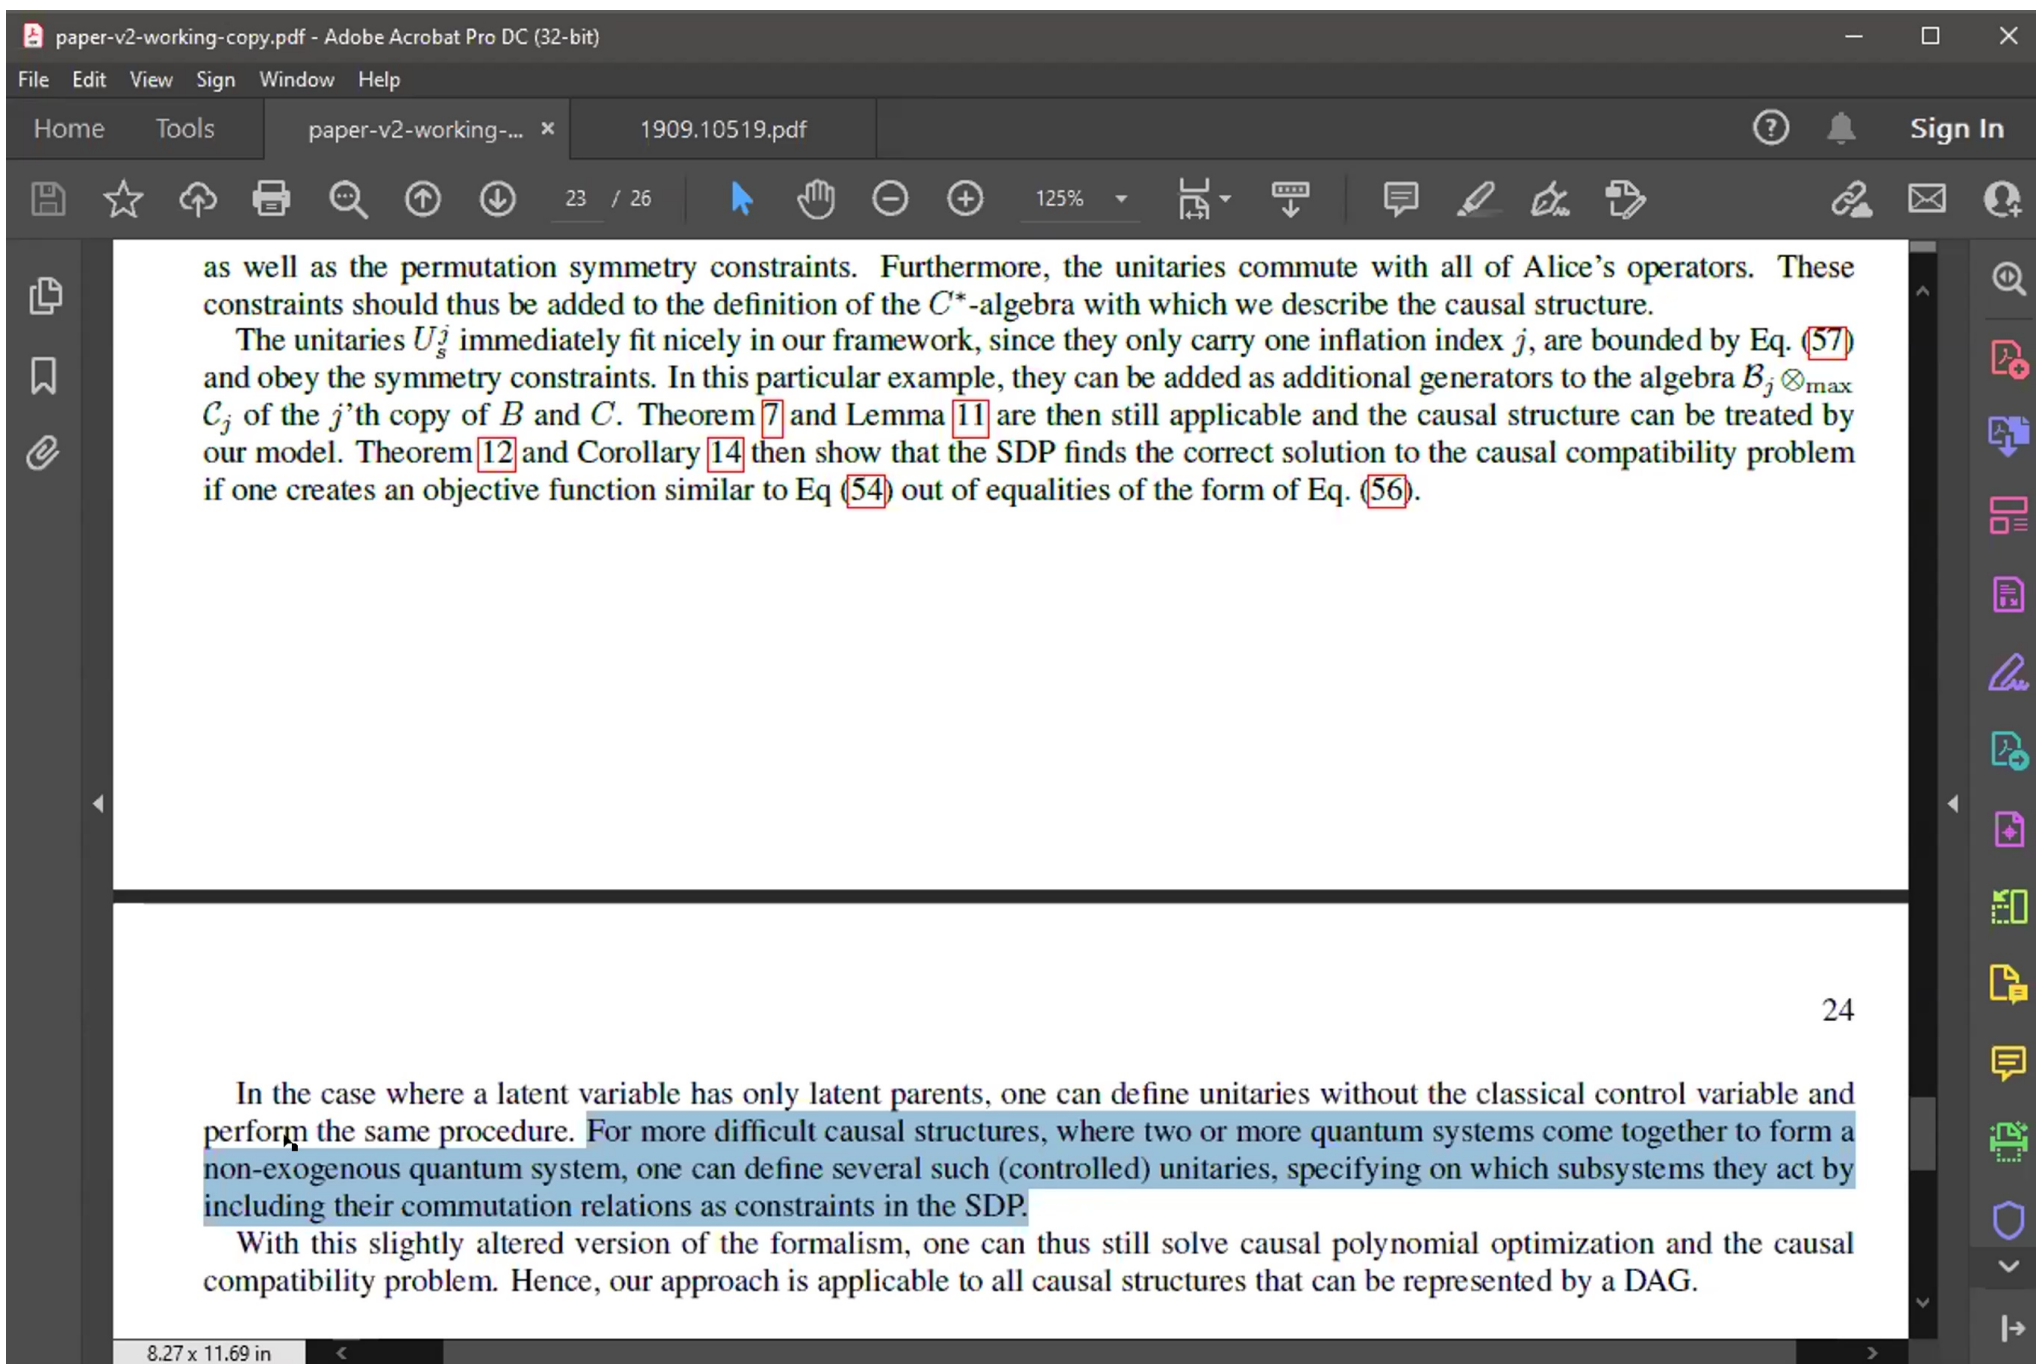 paper-v2-working-copy.pdf - Adobe Acrobat Pro DC (32-bit)
File Edit View Sign Window Help
Home Tools paper-v2-working-... × 1909.10519.pdf Sign In
23 / 26 125%
as well as the permutation symmetry constraints. Furthermore, the unitaries commute with all of Alice's operators. These
constraints should thus be added to the definition of the C*-algebra with which we describe the causal structure.
The unitaries U_s^j immediately fit nicely in our framework, since they only carry one inflation index j, are bounded by Eq. (57)
and obey the symmetry constraints. In this particular example, they can be added as additional generators to the algebra ℬ_j ⊗_max
𝒞_j of the j'th copy of B and C. Theorem 7 and Lemma 11 are then still applicable and the causal structure can be treated by
our model. Theorem 12 and Corollary 14 then show that the SDP finds the correct solution to the causal compatibility problem
if one creates an objective function similar to Eq (54) out of equalities of the form of Eq. (56).
24
In the case where a latent variable has only latent parents, one can define unitaries without the classical control variable and
perform the same procedure. For more difficult causal structures, where two or more quantum systems come together to form a
non-exogenous quantum system, one can define several such (controlled) unitaries, specifying on which subsystems they act by
including their commutation relations as constraints in the SDP.
With this slightly altered version of the formalism, one can thus still solve causal polynomial optimization and the causal
compatibility problem. Hence, our approach is applicable to all causal structures that can be represented by a DAG.
8.27 x 11.69 in